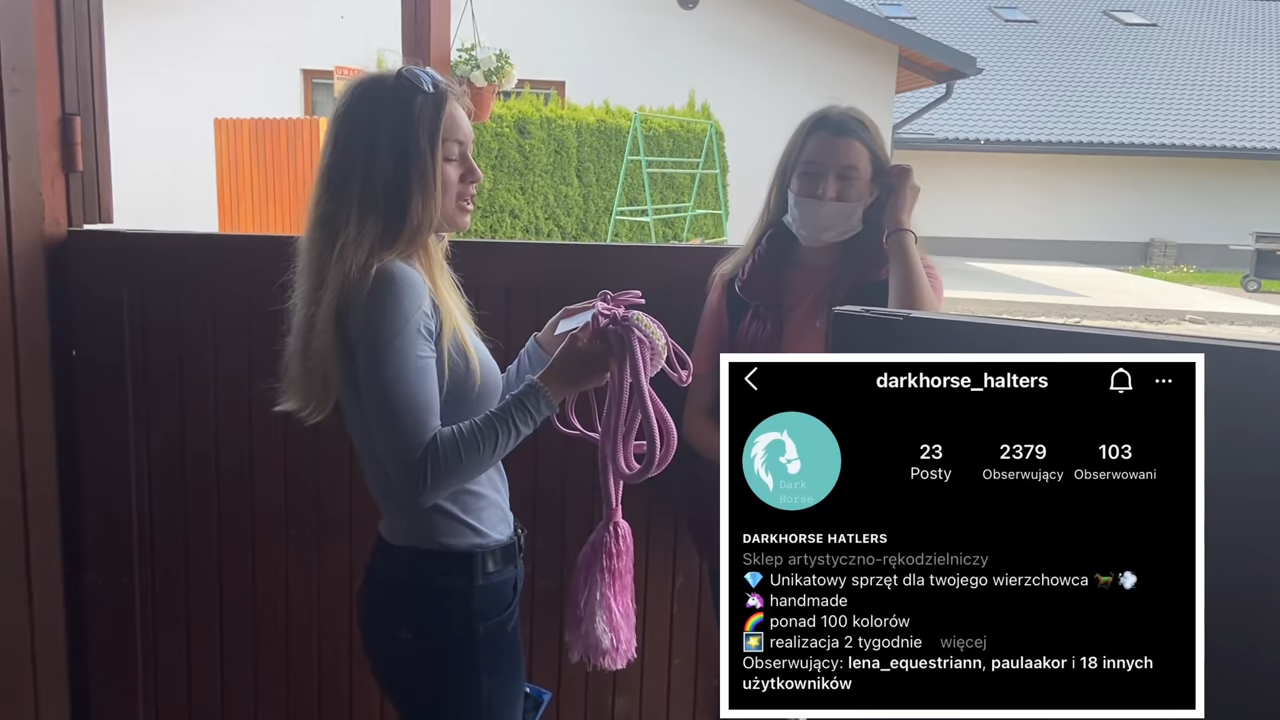 UWAGA
darkhorse_halters
23
2379
103
Posty
Obserwujący
Obserwowani
Dark
Horse
DARKHORSE HATLERS
Sklep artystyczno-rękodzielniczy
💎 Unikatowy sprzęt dla twojego wierzchowca 🐎💨
🦄 handmade
🌈 ponad 100 kolorów
🌠 realizacja 2 tygodnie więcej
Obserwujący: lena_equestriann, paulaakor i 18 innych
użytkowników